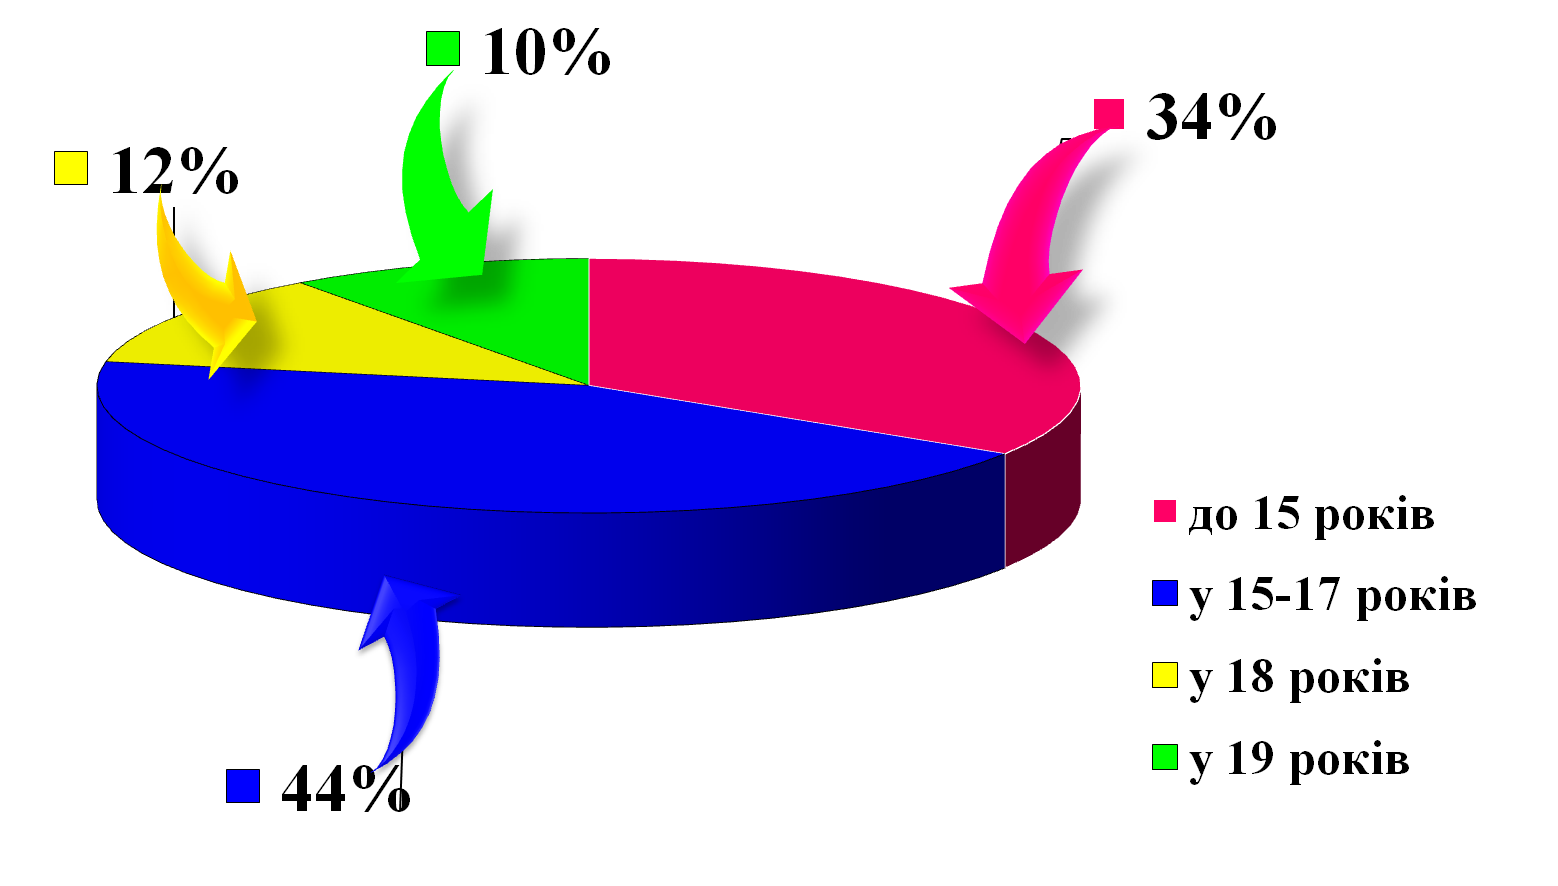 10%
34%
12%
44%
до 15 років
у 15-17 років
у 18 років
у 19 років